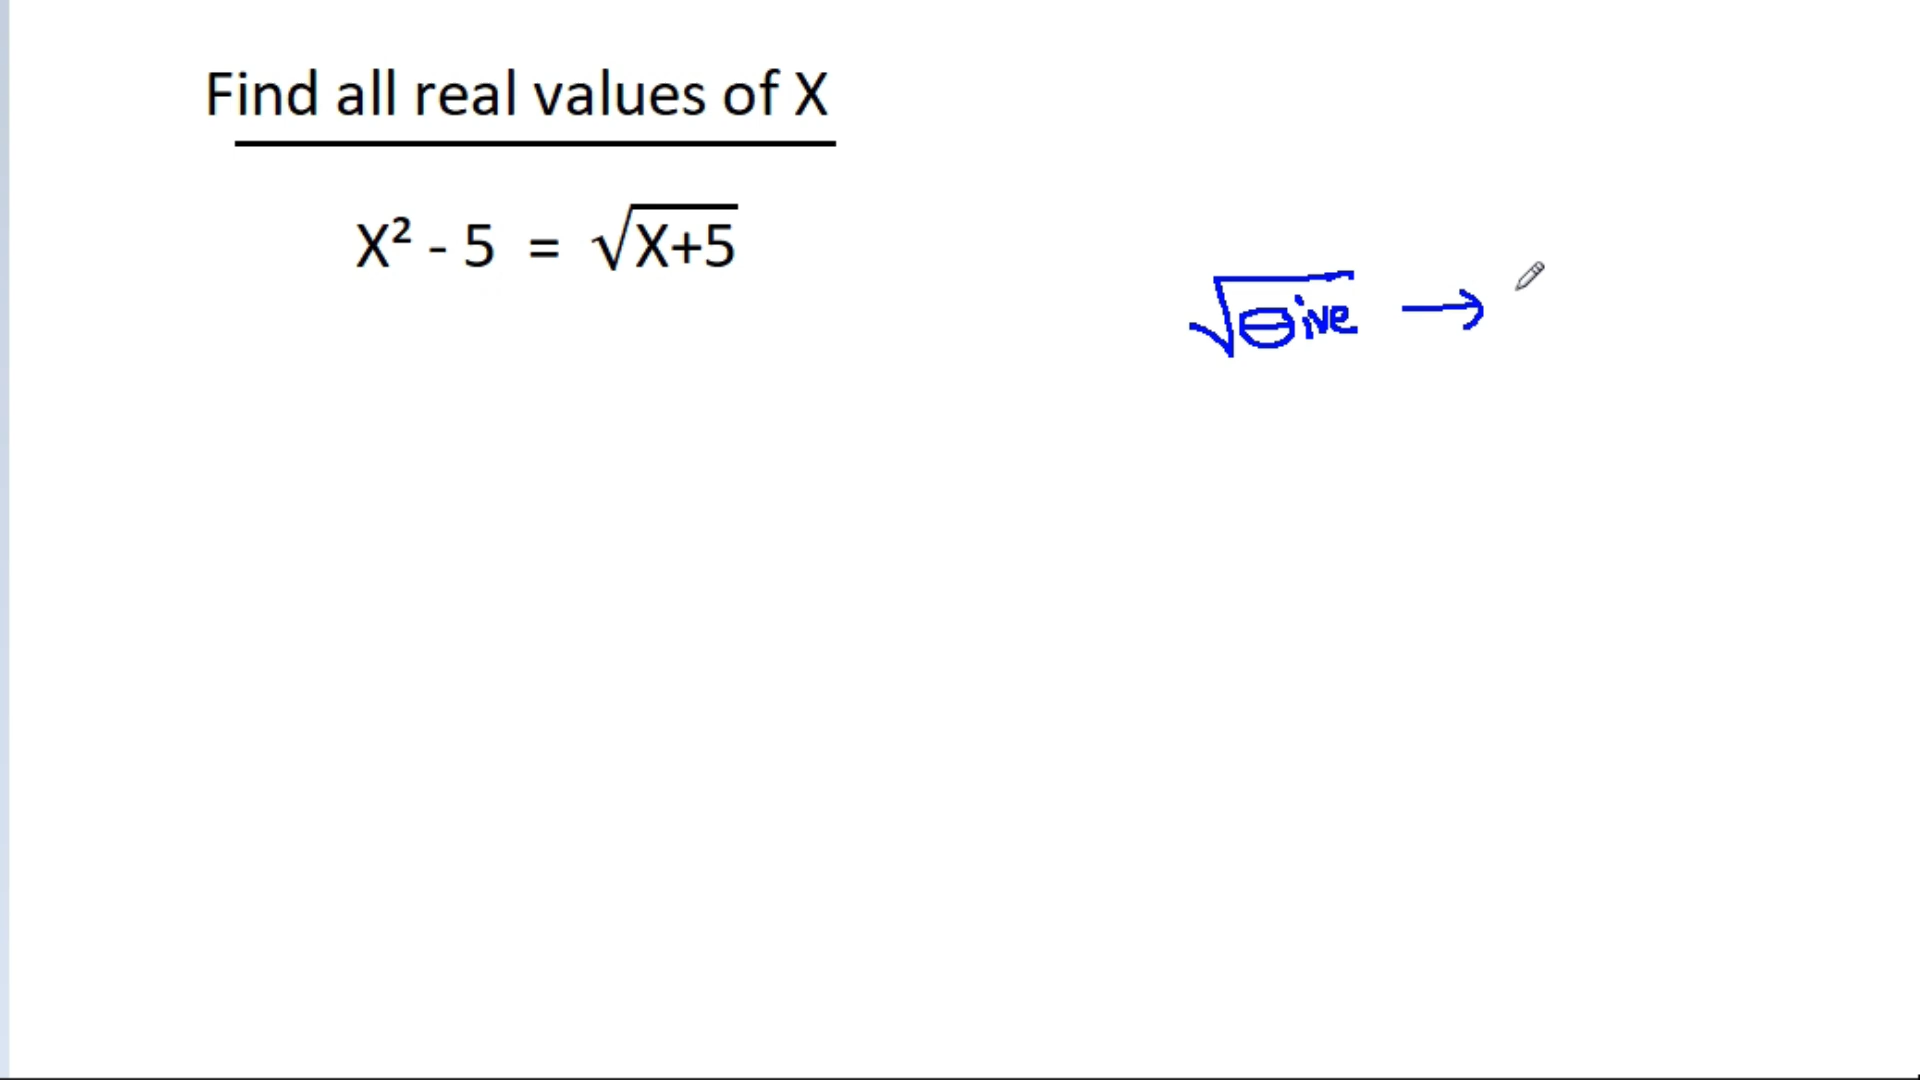 Find all real values of X
X² - 5 = √X+5
√⊖ive →